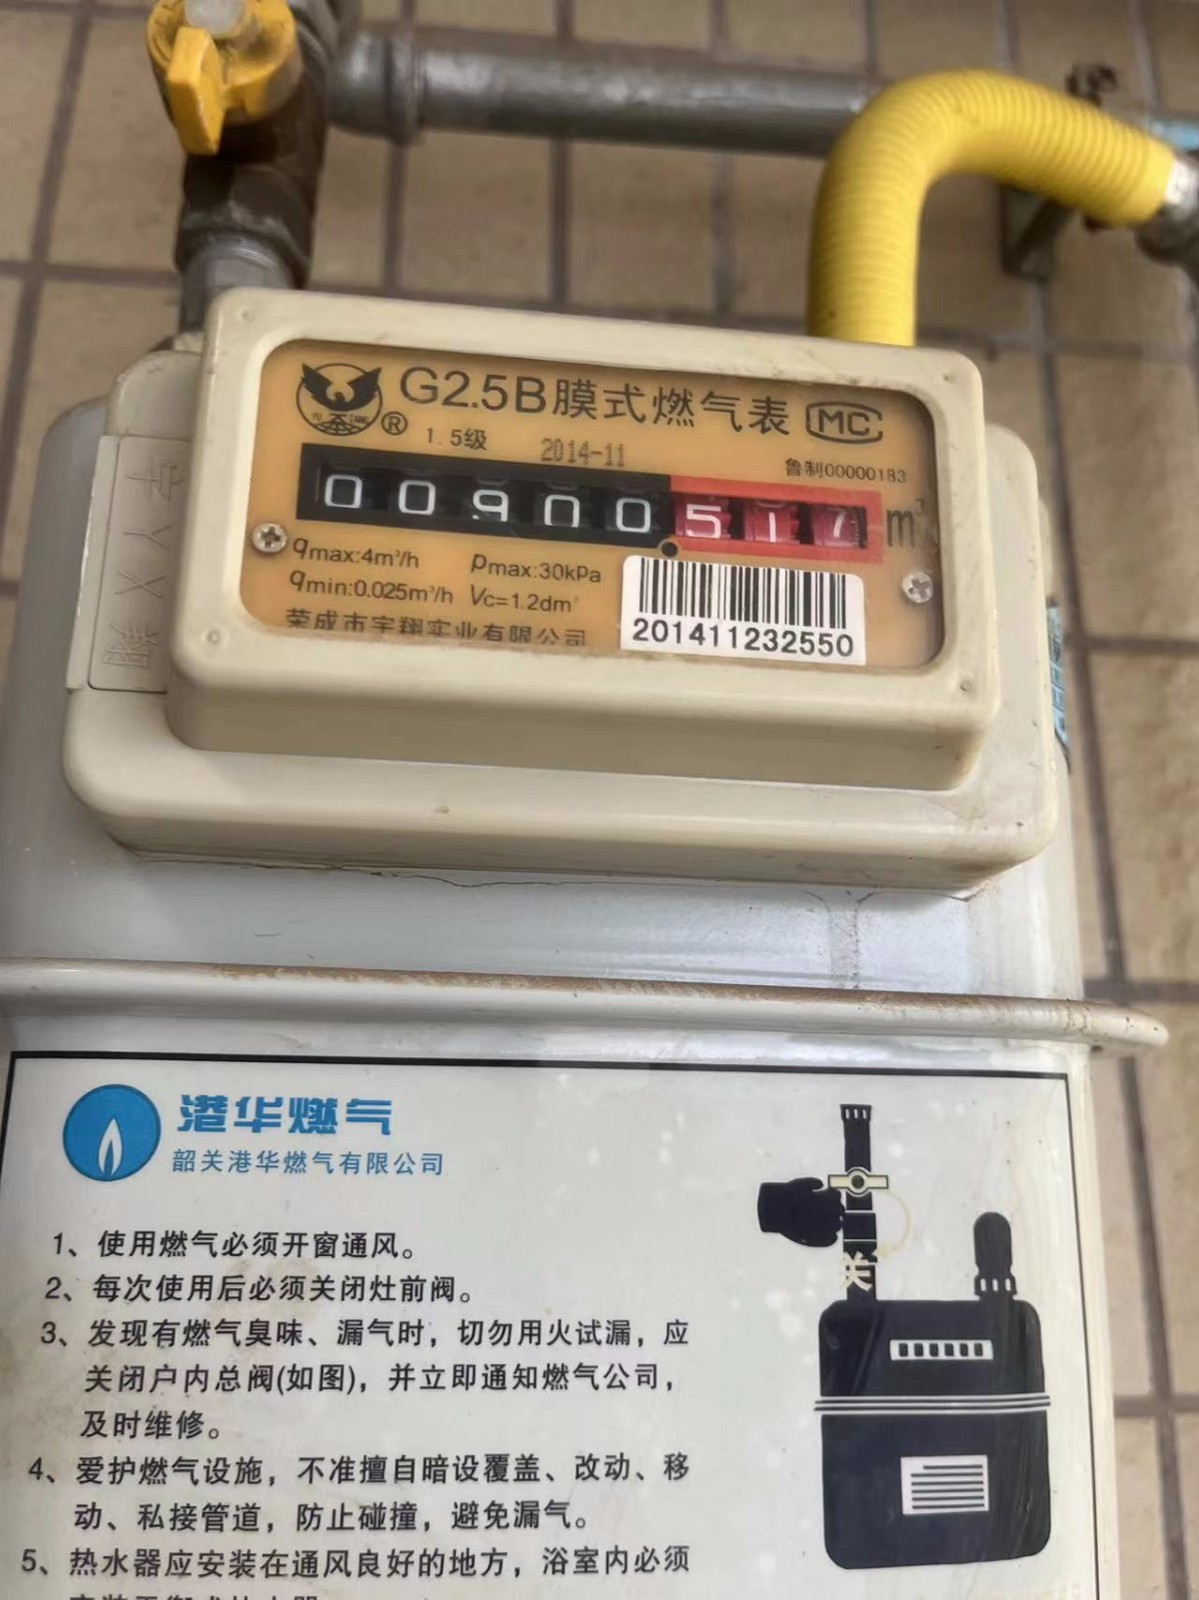 G2.5B膜式燃气表 MC
®
1.5级 2014-11
鲁制00000183
00900517 m³
qmax:4m³/h pmax:30kPa
qmin:0.025m³/h Vc=1.2dm³
荣成市宇翔实业有限公司
201411232550
港华燃气
韶关港华燃气有限公司
1、使用燃气必须开窗通风。
2、每次使用后必须关闭灶前阀。
3、发现有燃气臭味、漏气时，切勿用火试漏，应
关闭户内总阀(如图)，并立即通知燃气公司，
及时维修。
4、爱护燃气设施，不准擅自暗设覆盖、改动、移
动、私接管道，防止碰撞，避免漏气。
5、热水器应安装在通风良好的地方，浴室内必须
关